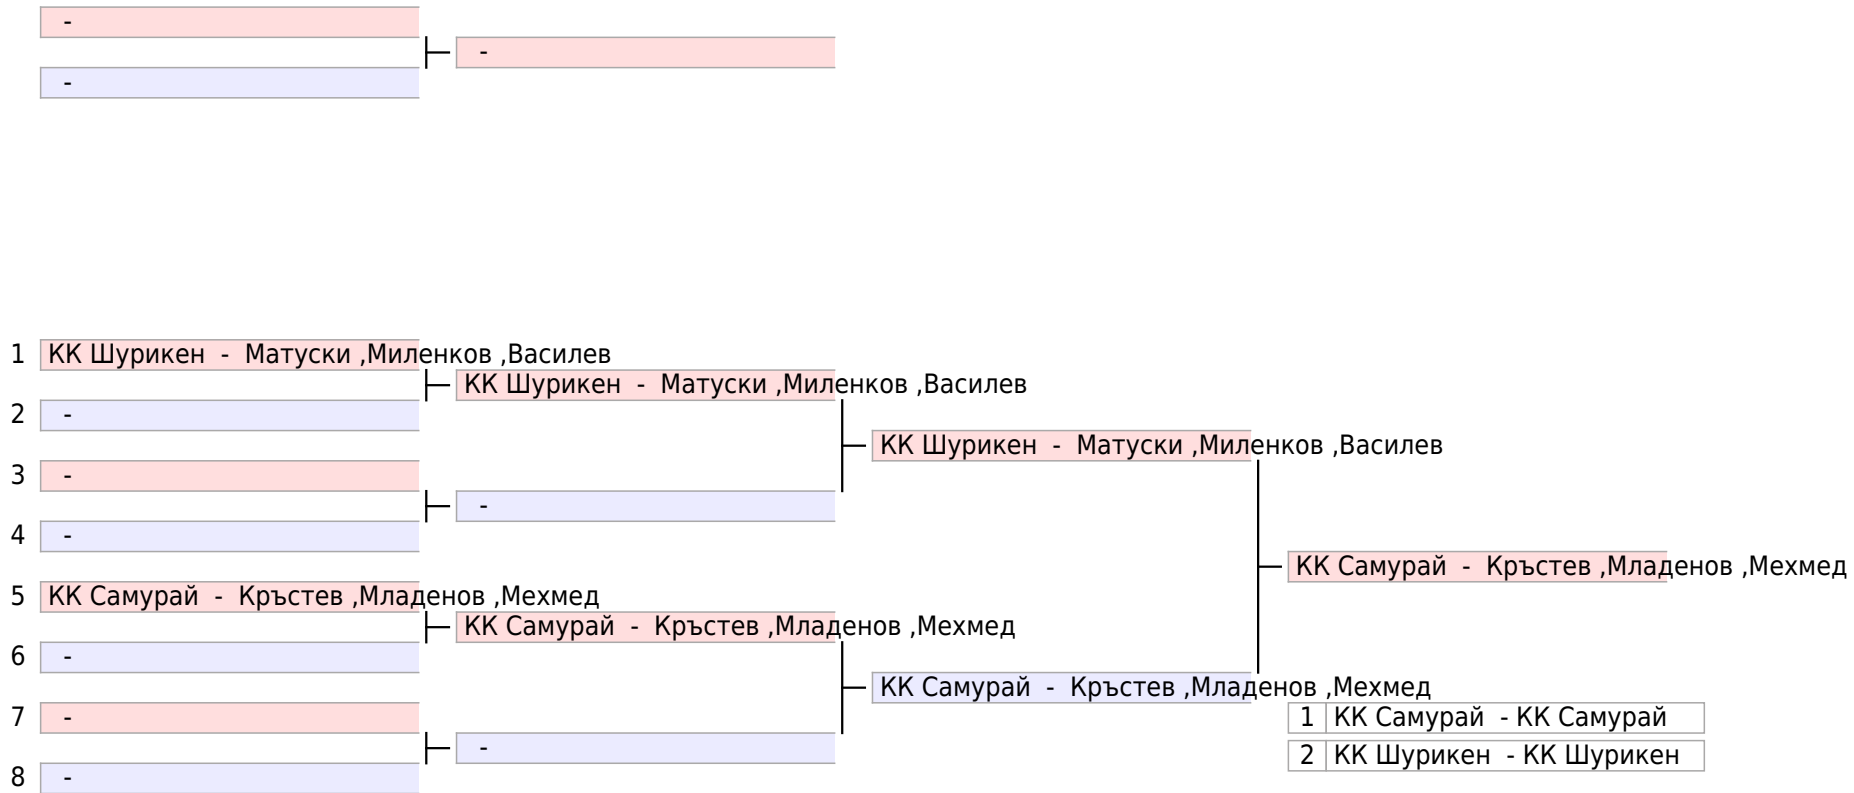 -
-
-
1 КК Шурикен - Матуски ,Миленков ,Василев
КК Шурикен - Матуски ,Миленков ,Василев
2 -
КК Шурикен - Матуски ,Миленков ,Василев
3 -
-
4 -
КК Самурай - Кръстев ,Младенов ,Мехмед
5 КК Самурай - Кръстев ,Младенов ,Мехмед
КК Самурай - Кръстев ,Младенов ,Мехмед
6 -
КК Самурай - Кръстев ,Младенов ,Мехмед
7 -
1 КК Самурай - КК Самурай
-
2 КК Шурикен - КК Шурикен
8 -